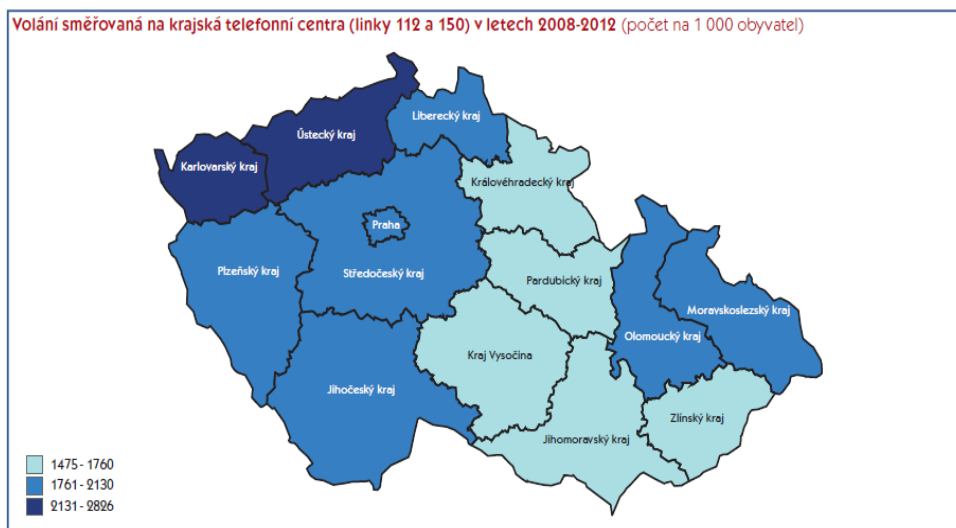 Volání směřovaná na krajská telefonní centra (linky 112 a 150) v letech 2008-2012 (počet na 1 000 obyvatel)
Liberecký kraj
Ústecký kraj
Karlovarský kraj
Královéhradecký kraj
Praha
Plzeňský kraj
Středočeský kraj
Pardubický kraj
Moravskoslezský kraj
Olomoucký kraj
Kraj Vysočina
Jihočeský kraj
Zlínský kraj
Jihomoravský kraj
1475 - 1760
1761 - 2130
2131 - 2826